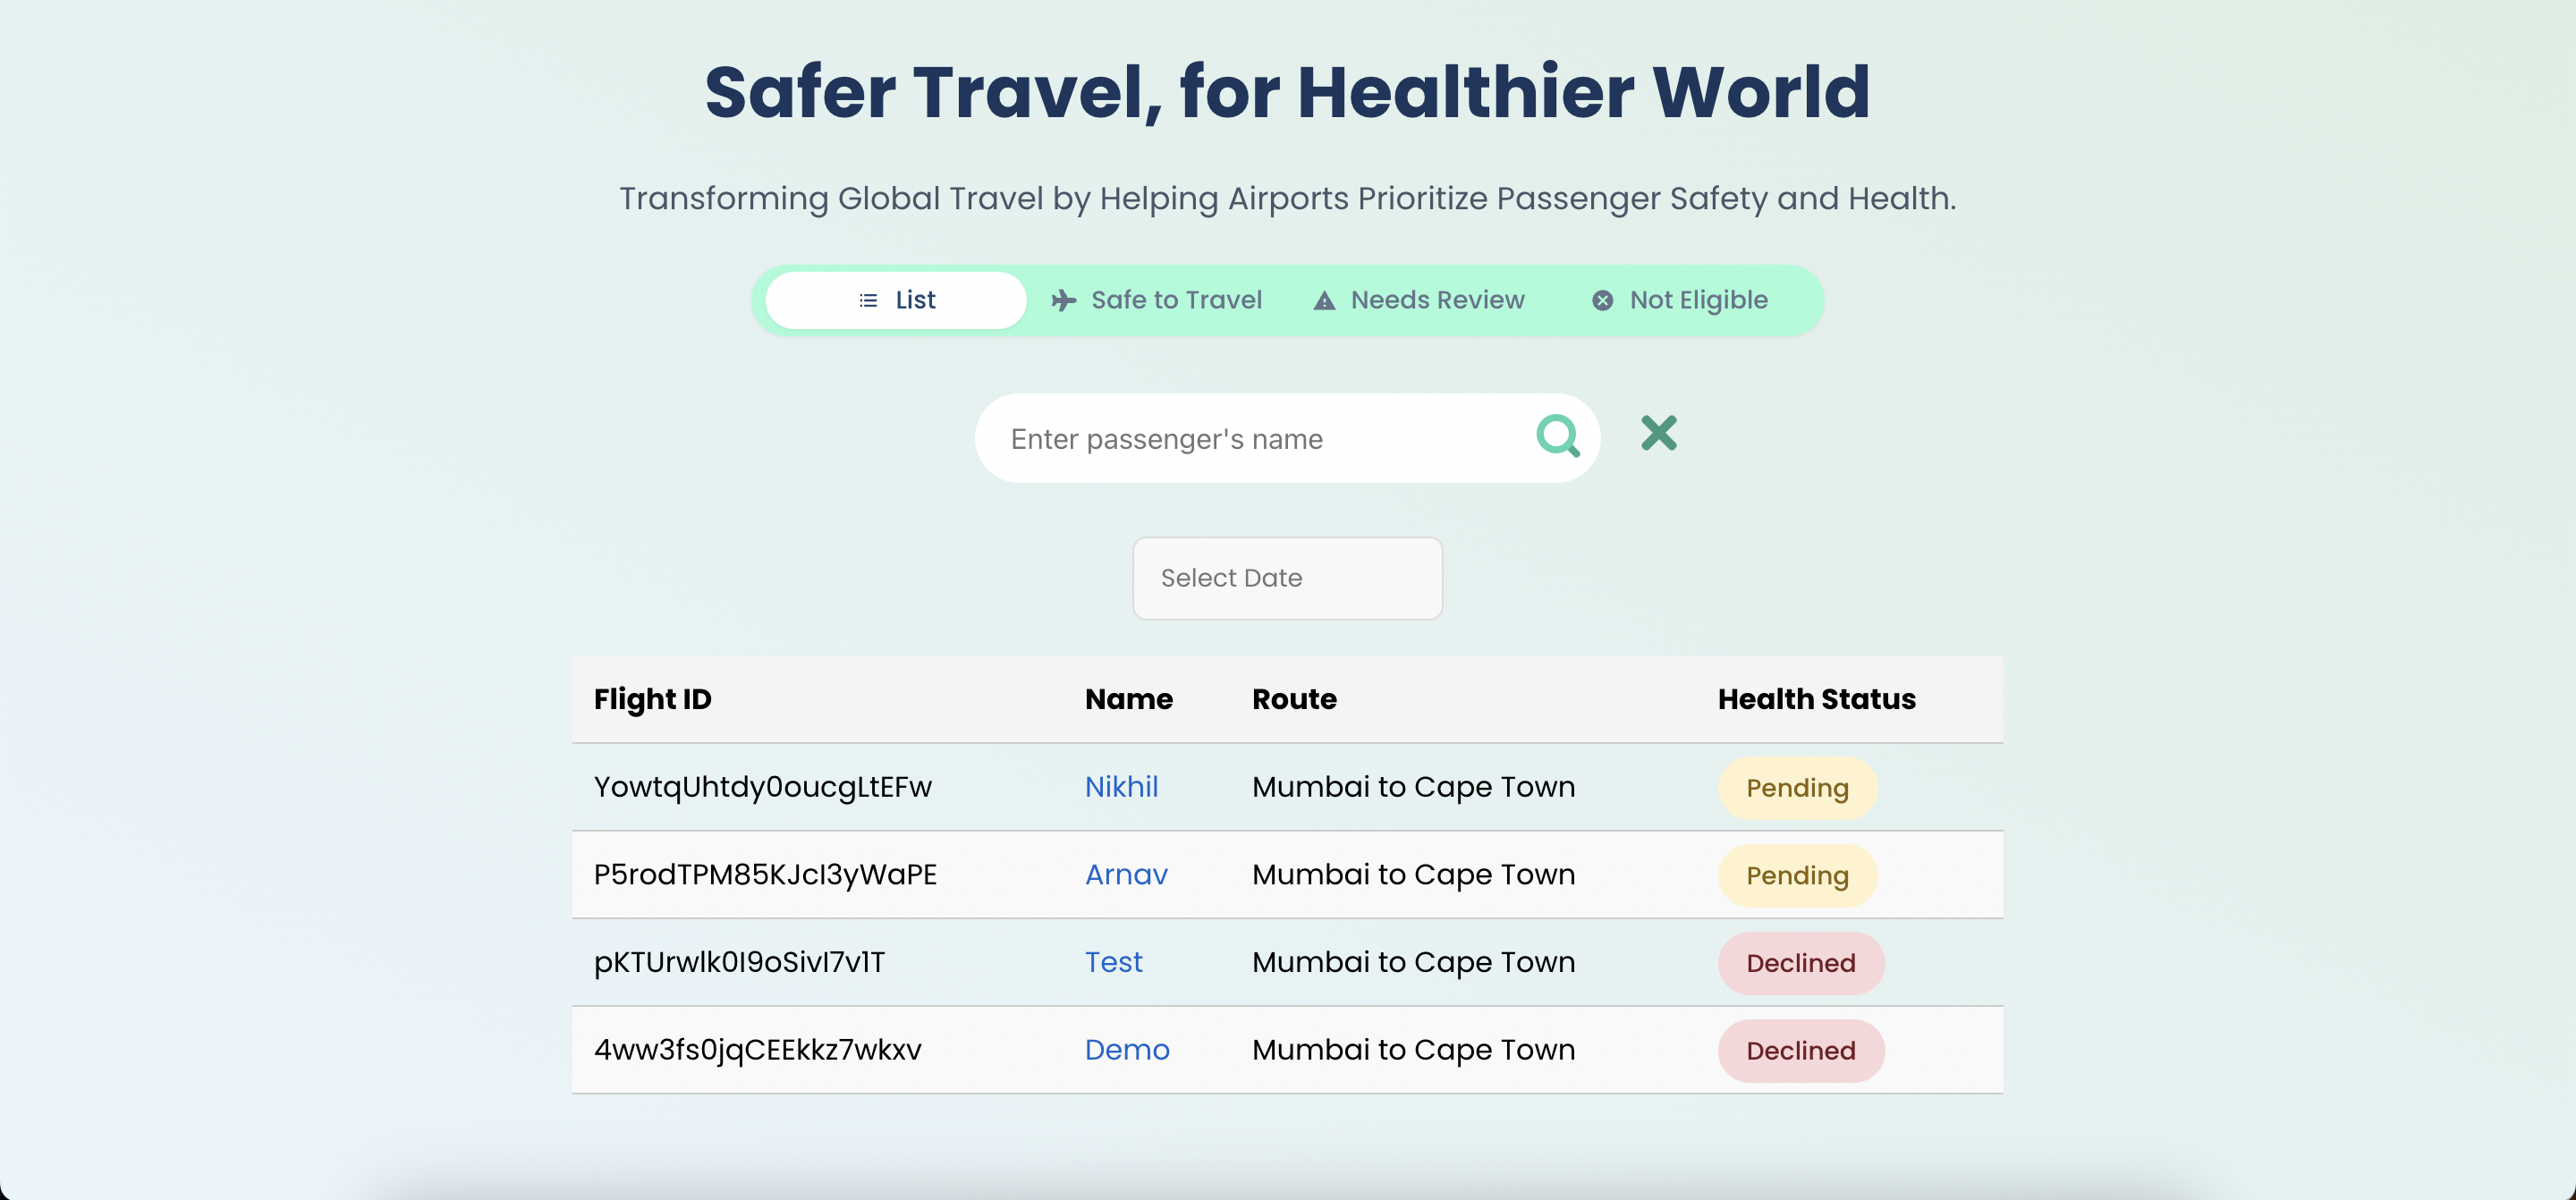 Safer Travel, for Healthier World
Transforming Global Travel by Helping Airports Prioritize Passenger Safety and Health.
List Safe to Travel Needs Review Not Eligible
Enter passenger's name
Select Date
Flight ID Name Route Health Status
YowtqUhtdy0oucgLtEFw Nikhil Mumbai to Cape Town Pending
P5rodTPM85KJcI3yWaPE Arnav Mumbai to Cape Town Pending
pKTUrwlk0I9oSivI7v1T Test Mumbai to Cape Town Declined
4ww3fs0jqCEEkkz7wkxv Demo Mumbai to Cape Town Declined